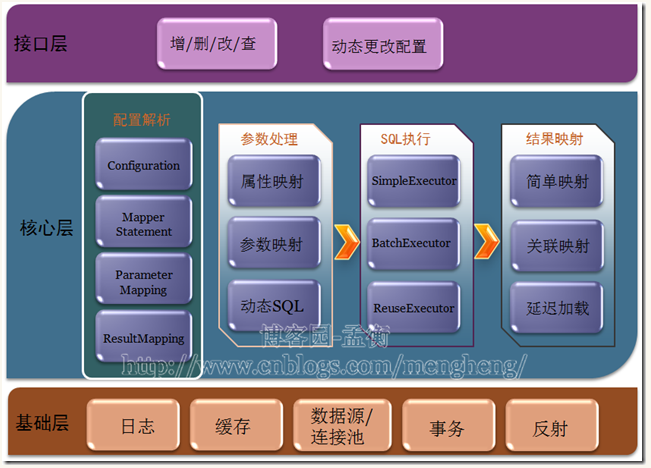 接口层
增/删/改/查
动态更改配置
核心层
配置解析
Configuration
Mapper
Statement
Parameter
Mapping
ResultMapping
参数处理
属性映射
参数映射
动态SQL
SQL执行
SimpleExecutor
BatchExecutor
ReuseExecutor
结果映射
简单映射
关联映射
延迟加载
博客园-孟衡
http://www.cnblogs.com/mengheng/
基础层
日志
缓存
数据源/
连接池
事务
反射